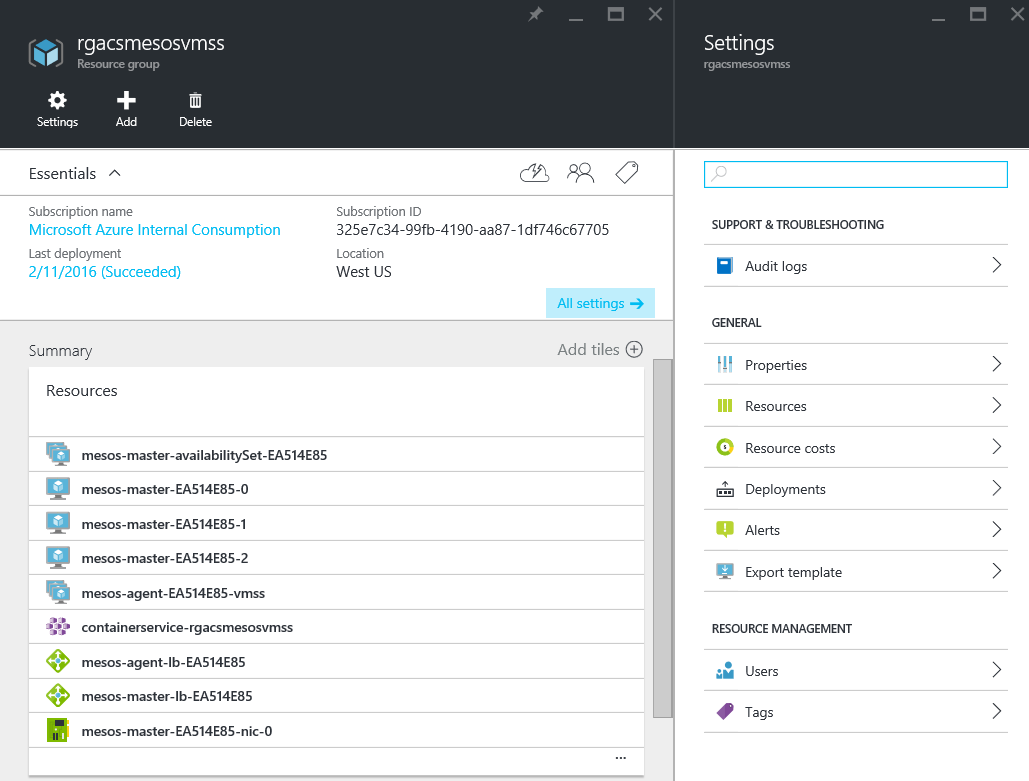 rgacsmesosvmss
Resource group
Settings
Add
Delete
Essentials
Subscription name
Microsoft Azure Internal Consumption
Last deployment
2/11/2016 (Succeeded)
Subscription ID
325e7c34-99fb-4190-aa87-1df746c67705
Location
West US
All settings
Summary
Add tiles
Resources
mesos-master-availabilitySet-EA514E85
mesos-master-EA514E85-0
mesos-master-EA514E85-1
mesos-master-EA514E85-2
mesos-agent-EA514E85-vmss
containerservice-rgacsmesosvmss
mesos-agent-lb-EA514E85
mesos-master-lb-EA514E85
mesos-master-EA514E85-nic-0
...
Settings
rgacsmesosvmss
SUPPORT & TROUBLESHOOTING
Audit logs
GENERAL
Properties
Resources
Resource costs
Deployments
Alerts
Export template
RESOURCE MANAGEMENT
Users
Tags